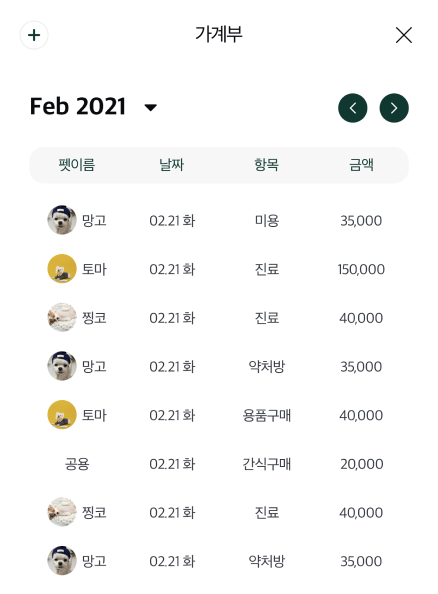 가계부
Feb 2021
펫이름 날짜 항목 금액
망고 02.21 화 미용 35,000
토마 02.21 화 진료 150,000
찡코 02.21 화 진료 40,000
망고 02.21 화 약처방 35,000
토마 02.21 화 용품구매 40,000
공용 02.21 화 간식구매 20,000
찡코 02.21 화 진료 40,000
망고 02.21 화 약처방 35,000